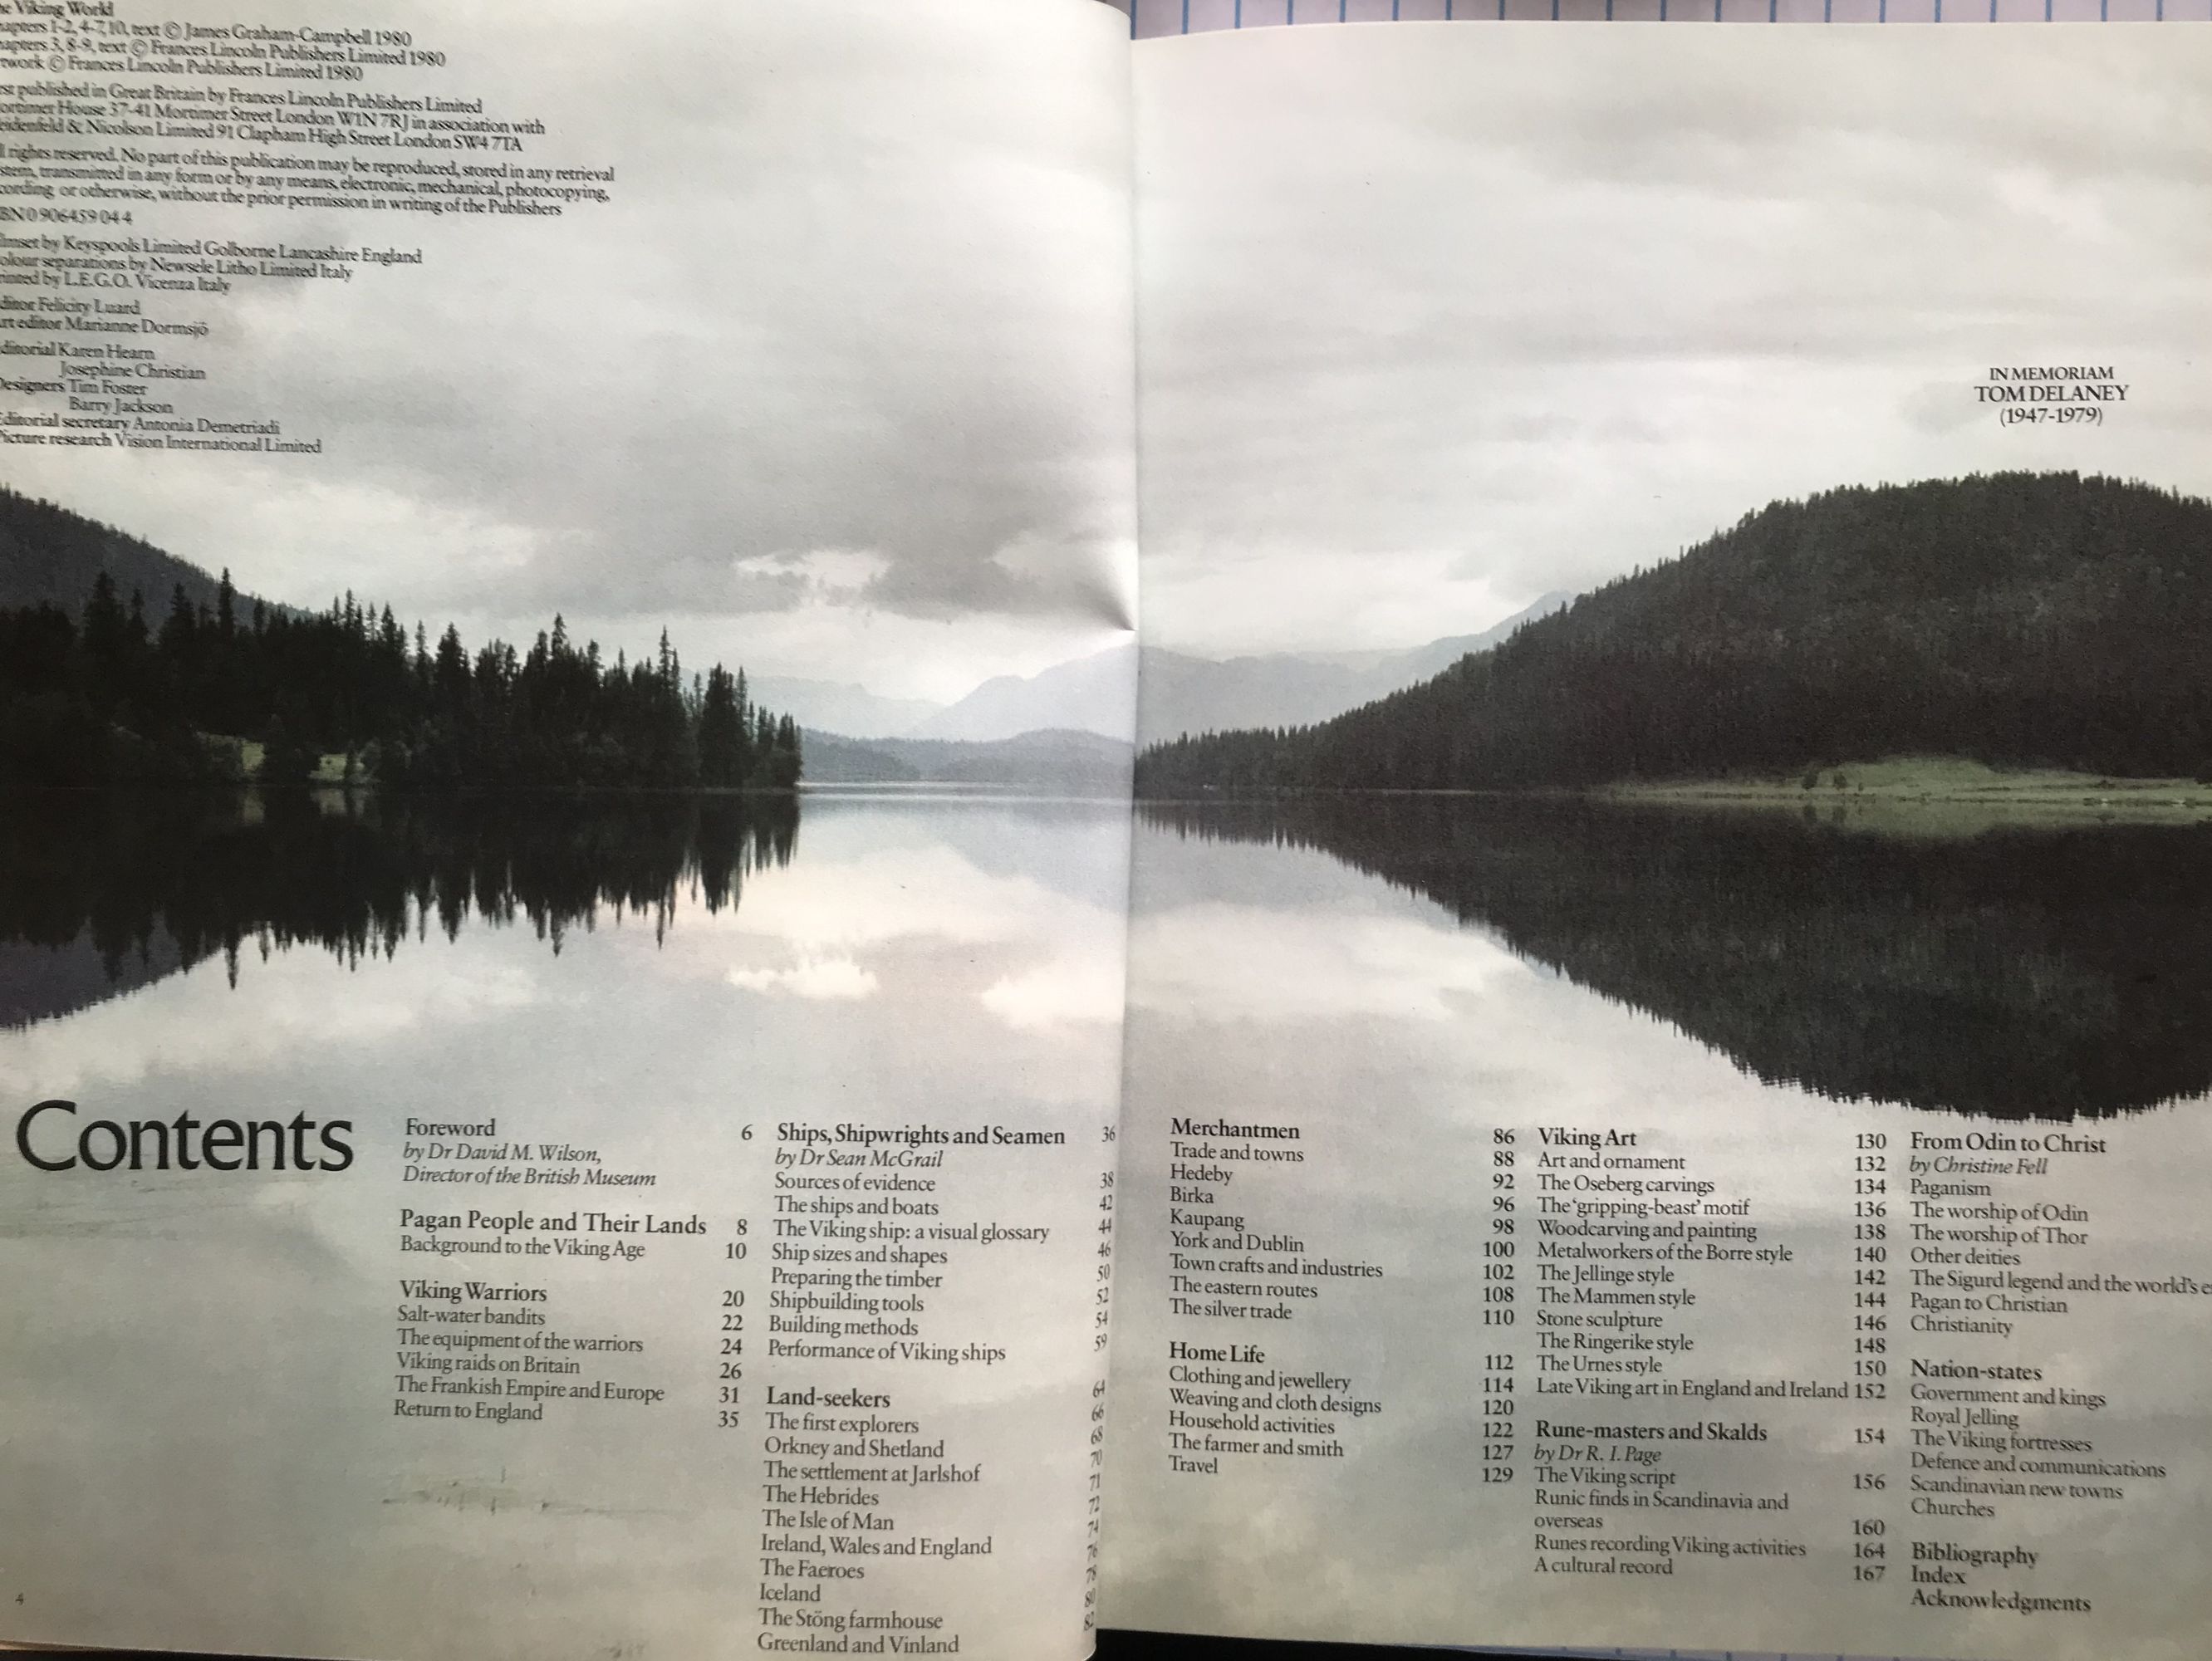 he Viking World
hapters 1-2, 4-7, 10, text © James Graham-Campbell 1980
hapters 3, 8-9, text © Frances Lincoln Publishers Limited 1980
rtwork © Frances Lincoln Publishers Limited 1980
rst published in Great Britain by Frances Lincoln Publishers Limited
ortimer House 37-41 Mortimer Street London W1N 7RJ in association with
eidenfeld & Nicolson Limited 91 Clapham High Street London SW4 7TA
l rights reserved. No part of this publication may be reproduced, stored in any retrieval
stem, transmitted in any form or by any means, electronic, mechanical, photocopying,
cording or otherwise, without the prior permission in writing of the Publishers
BN 0 906459 04 4
lmset by Keyspools Limited Golborne Lancashire England
olour separations by Newsele Litho Limited Italy
rinted by L.E.G.O. Vicenza Italy
ditor Felicity Luard
rt editor Marianne Dormsjö
ditorial Karen Hearn
Josephine Christian
Designers Tim Foster
Barry Jackson
Editorial secretary Antonia Demetriadi
Picture research Vision International Limited
IN MEMORIAM
TOM DELANEY
(1947-1979)
Contents
Foreword 6
by Dr David M. Wilson,
Director of the British Museum
Pagan People and Their Lands 8
Background to the Viking Age 10
Viking Warriors 20
Salt-water bandits 22
The equipment of the warriors 24
Viking raids on Britain 26
The Frankish Empire and Europe 31
Return to England 35
Ships, Shipwrights and Seamen 36
by Dr Sean McGrail
Sources of evidence 38
The ships and boats 42
The Viking ship: a visual glossary 44
Ship sizes and shapes 46
Preparing the timber 50
Shipbuilding tools 52
Building methods 54
Performance of Viking ships 59
Land-seekers 64
The first explorers 66
Orkney and Shetland 68
The settlement at Jarlshof 70
The Hebrides 71
The Isle of Man 72
Ireland, Wales and England 74
The Faeroes 76
Iceland 78
The Stöng farmhouse 80
Greenland and Vinland 82
4
Merchantmen 86
Trade and towns 88
Hedeby 92
Birka 96
Kaupang 98
York and Dublin 100
Town crafts and industries 102
The eastern routes 108
The silver trade 110
Home Life 112
Clothing and jewellery 114
Weaving and cloth designs 120
Household activities 122
The farmer and smith 127
Travel 129
Viking Art 130
Art and ornament 132
The Oseberg carvings 134
The 'gripping-beast' motif 136
Woodcarving and painting 138
Metalworkers of the Borre style 140
The Jellinge style 142
The Mammen style 144
Stone sculpture 146
The Ringerike style 148
The Urnes style 150
Late Viking art in England and Ireland 152
Rune-masters and Skalds 154
by Dr R. I. Page
The Viking script 156
Runic finds in Scandinavia and
overseas 160
Runes recording Viking activities 164
A cultural record 167
From Odin to Christ
by Christine Fell
Paganism
The worship of Odin
The worship of Thor
Other deities
The Sigurd legend and the world's e
Pagan to Christian
Christianity
Nation-states
Government and kings
Royal Jelling
The Viking fortresses
Defence and communications
Scandinavian new towns
Churches
Bibliography
Index
Acknowledgments